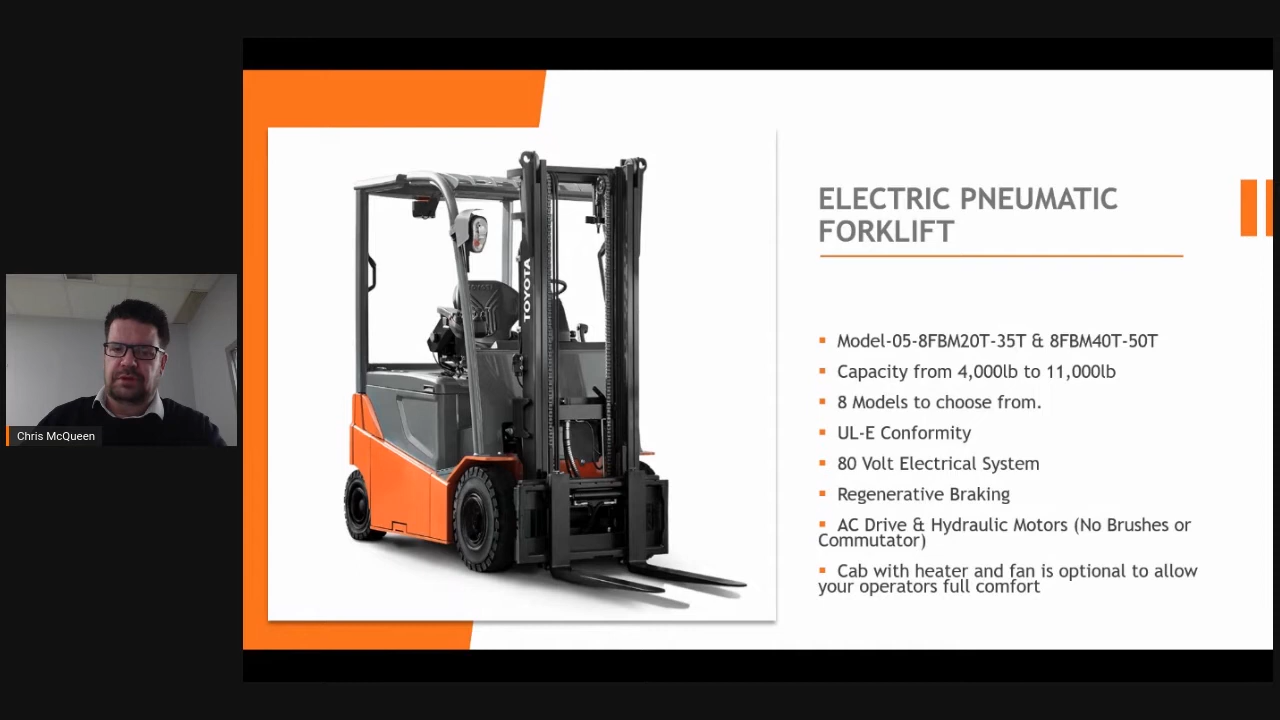 ELECTRIC PNEUMATIC
FORKLIFT
TOYOTA
Model-05-8FBM20T-35T & 8FBM40T-50T
Capacity from 4,000lb to 11,000lb
8 Models to choose from.
UL-E Conformity
80 Volt Electrical System
Regenerative Braking
AC Drive & Hydraulic Motors (No Brushes or
Commutator)
Cab with heater and fan is optional to allow
your operators full comfort
Chris McQueen